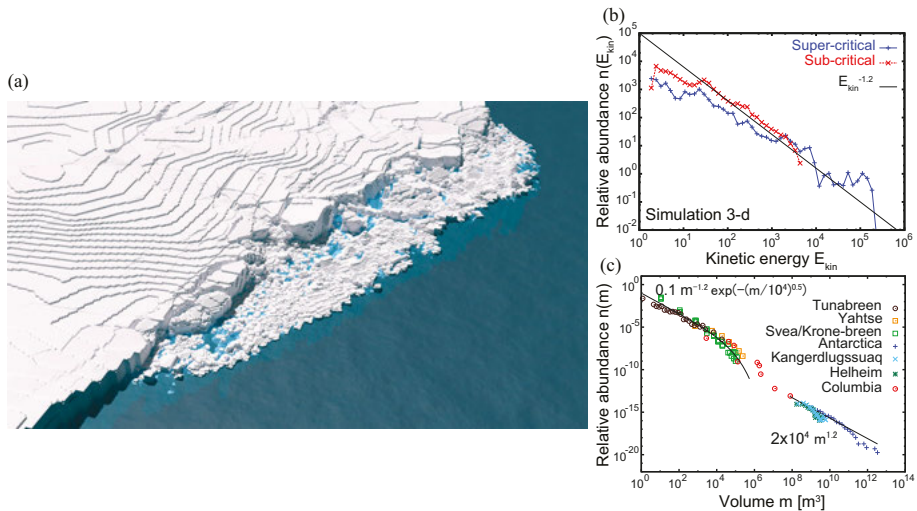 (a)
(b)
Relative abundance n(E_kin)
10^5
10^4
10^3
10^2
10^1
10^0
10^-1
10^-2
Super-critical
Sub-critical
E_kin^-1.2
Simulation 3-d
10^0 10^1 10^2 10^3 10^4 10^5 10^6
Kinetic energy E_kin
(c)
Relative abundance n(m)
10^0
10^-5
10^-10
10^-15
10^-20
0.1 m^-1.2 exp(-(m/10^4)^0.5)
Tunabreen
Yahtse
Svea/Krone-breen
Antarctica
Kangerdlugssuaq
Helheim
Columbia
2x10^4 m^1.2
10^0 10^2 10^4 10^6 10^8 10^10 10^12 10^14
Volume m [m^3]